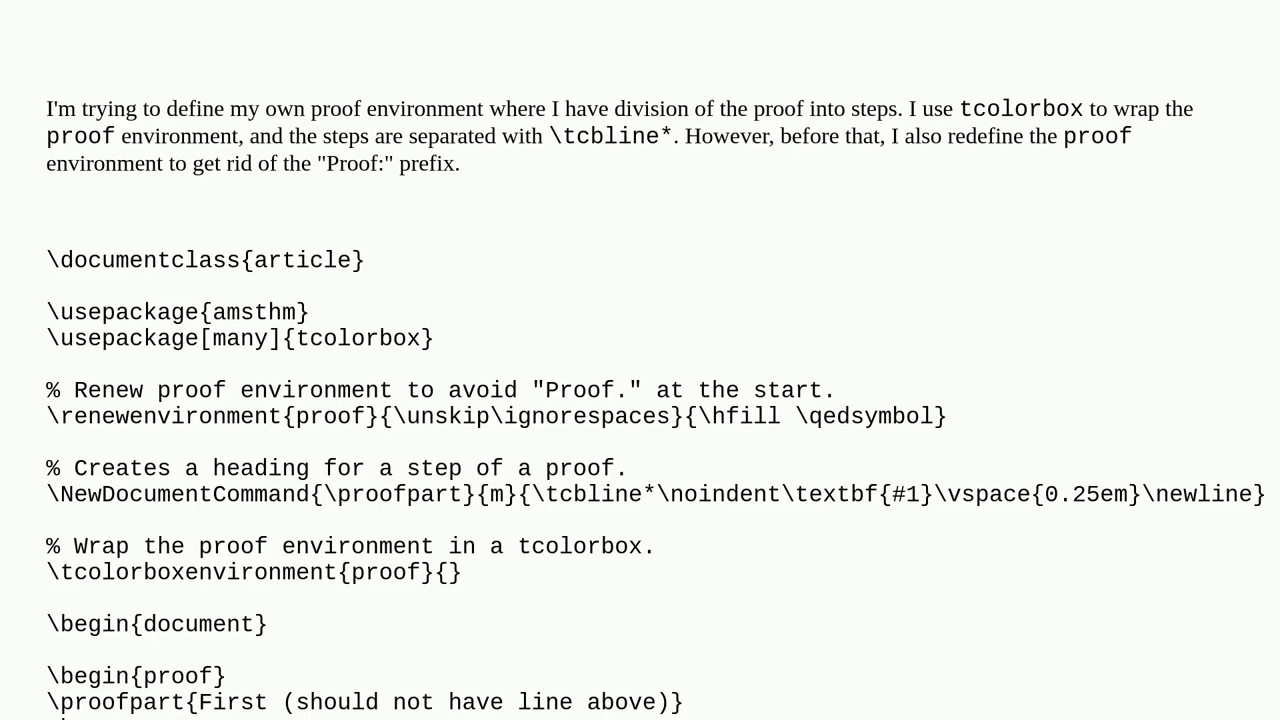 I'm trying to define my own proof environment where I have division of the proof into steps. I use tcolorbox to wrap the
proof environment, and the steps are separated with \tcbline*. However, before that, I also redefine the proof
environment to get rid of the "Proof:" prefix.
\documentclass{article}
\usepackage{amsthm}
\usepackage[many]{tcolorbox}
% Renew proof environment to avoid "Proof." at the start.
\renewenvironment{proof}{\unskip\ignorespaces}{\hfill \qedsymbol}
% Creates a heading for a step of a proof.
\NewDocumentCommand{\proofpart}{m}{\tcbline*\noindent\textbf{#1}\vspace{0.25em}\newline}
% Wrap the proof environment in a tcolorbox.
\tcolorboxenvironment{proof}{}
\begin{document}
\begin{proof}
\proofpart{First (should not have line above)}